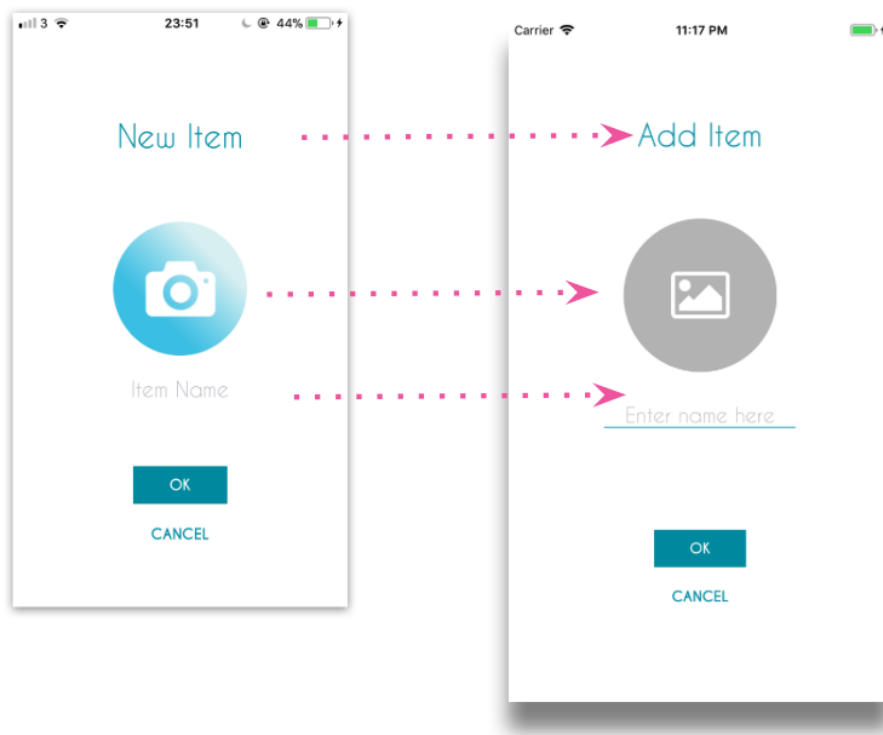 3 23:51 44%
New Item
Item Name
OK
CANCEL
Carrier 11:17 PM
Add Item
Enter name here
OK
CANCEL